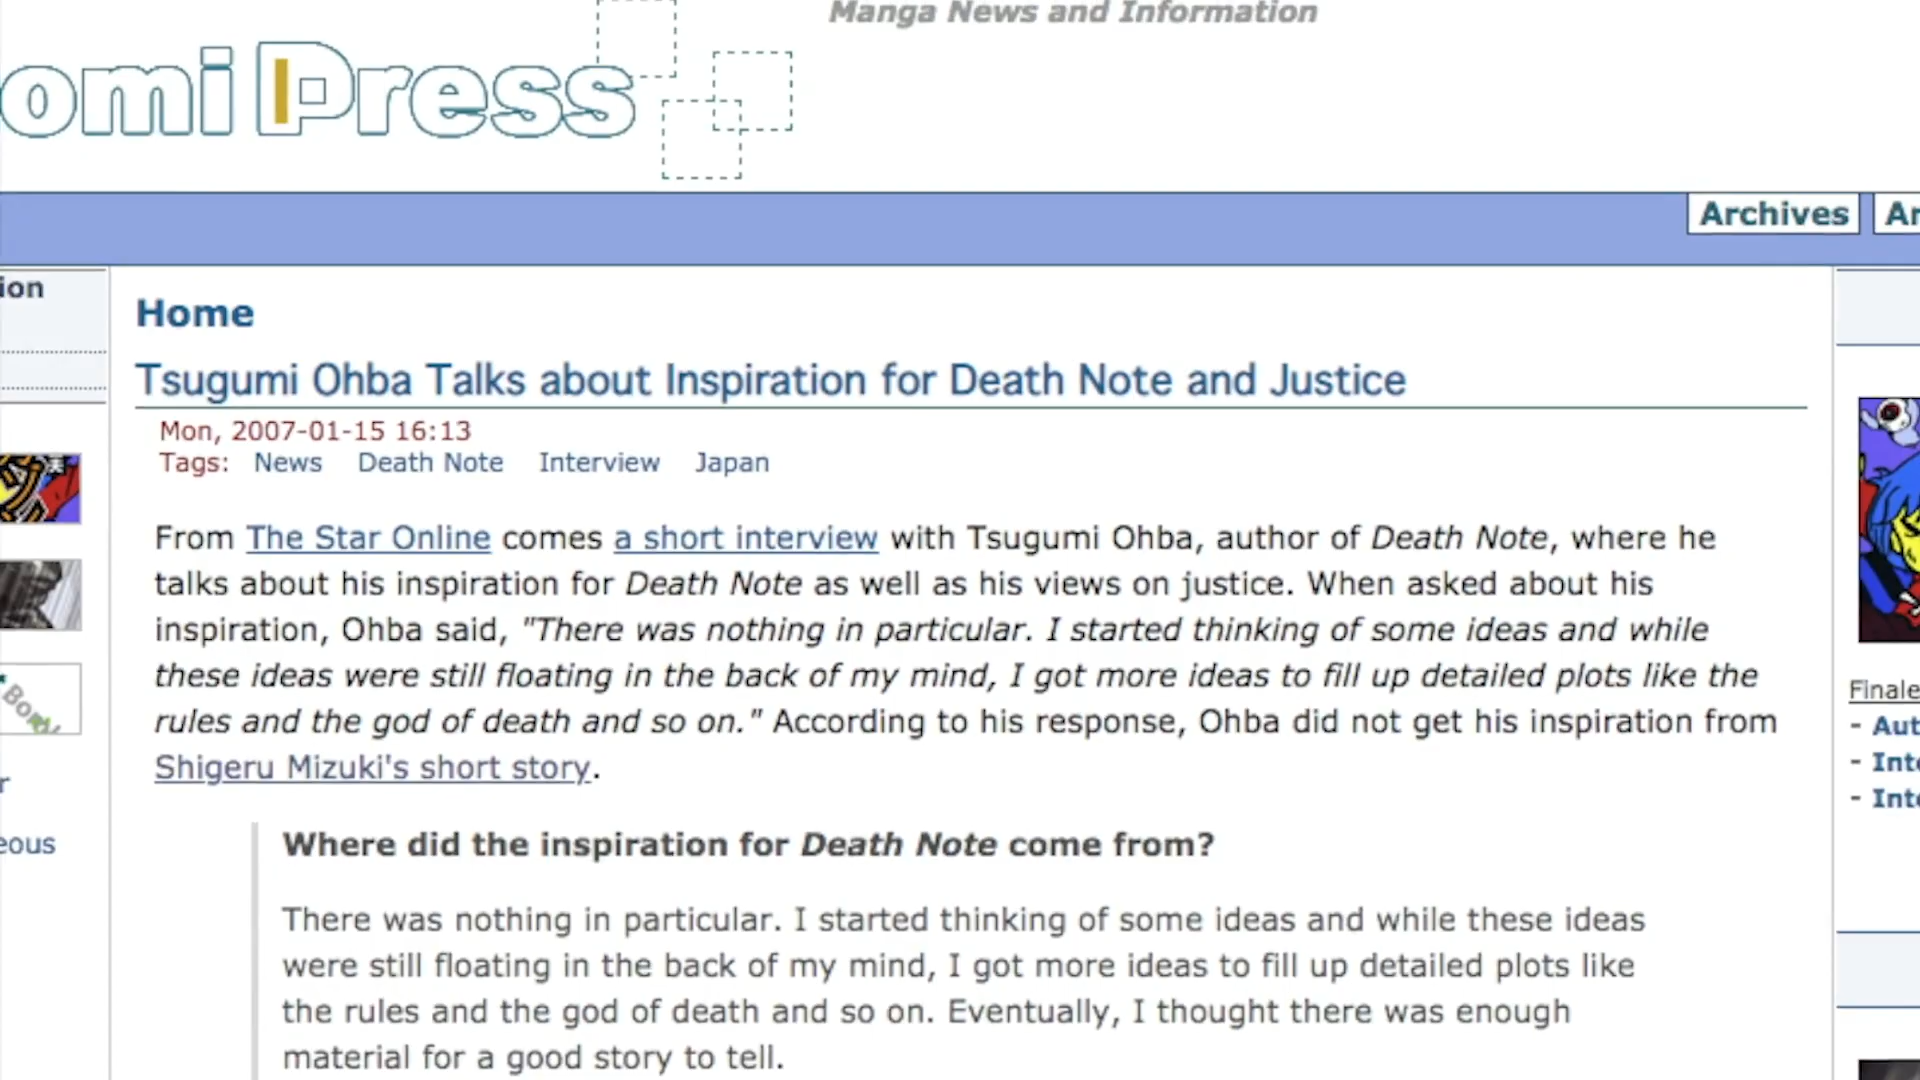 Manga News and Information
omi Press
Archives
ion
Home
Tsugumi Ohba Talks about Inspiration for Death Note and Justice
Mon, 2007-01-15 16:13
Tags: News Death Note Interview Japan
From The Star Online comes a short interview with Tsugumi Ohba, author of Death Note, where he
talks about his inspiration for Death Note as well as his views on justice. When asked about his
inspiration, Ohba said, "There was nothing in particular. I started thinking of some ideas and while
these ideas were still floating in the back of my mind, I got more ideas to fill up detailed plots like the
rules and the god of death and so on." According to his response, Ohba did not get his inspiration from
Shigeru Mizuki's short story.
Where did the inspiration for Death Note come from?
There was nothing in particular. I started thinking of some ideas and while these ideas
were still floating in the back of my mind, I got more ideas to fill up detailed plots like
the rules and the god of death and so on. Eventually, I thought there was enough
material for a good story to tell.
eous
Finale
- Aut
- Inte
- Inte